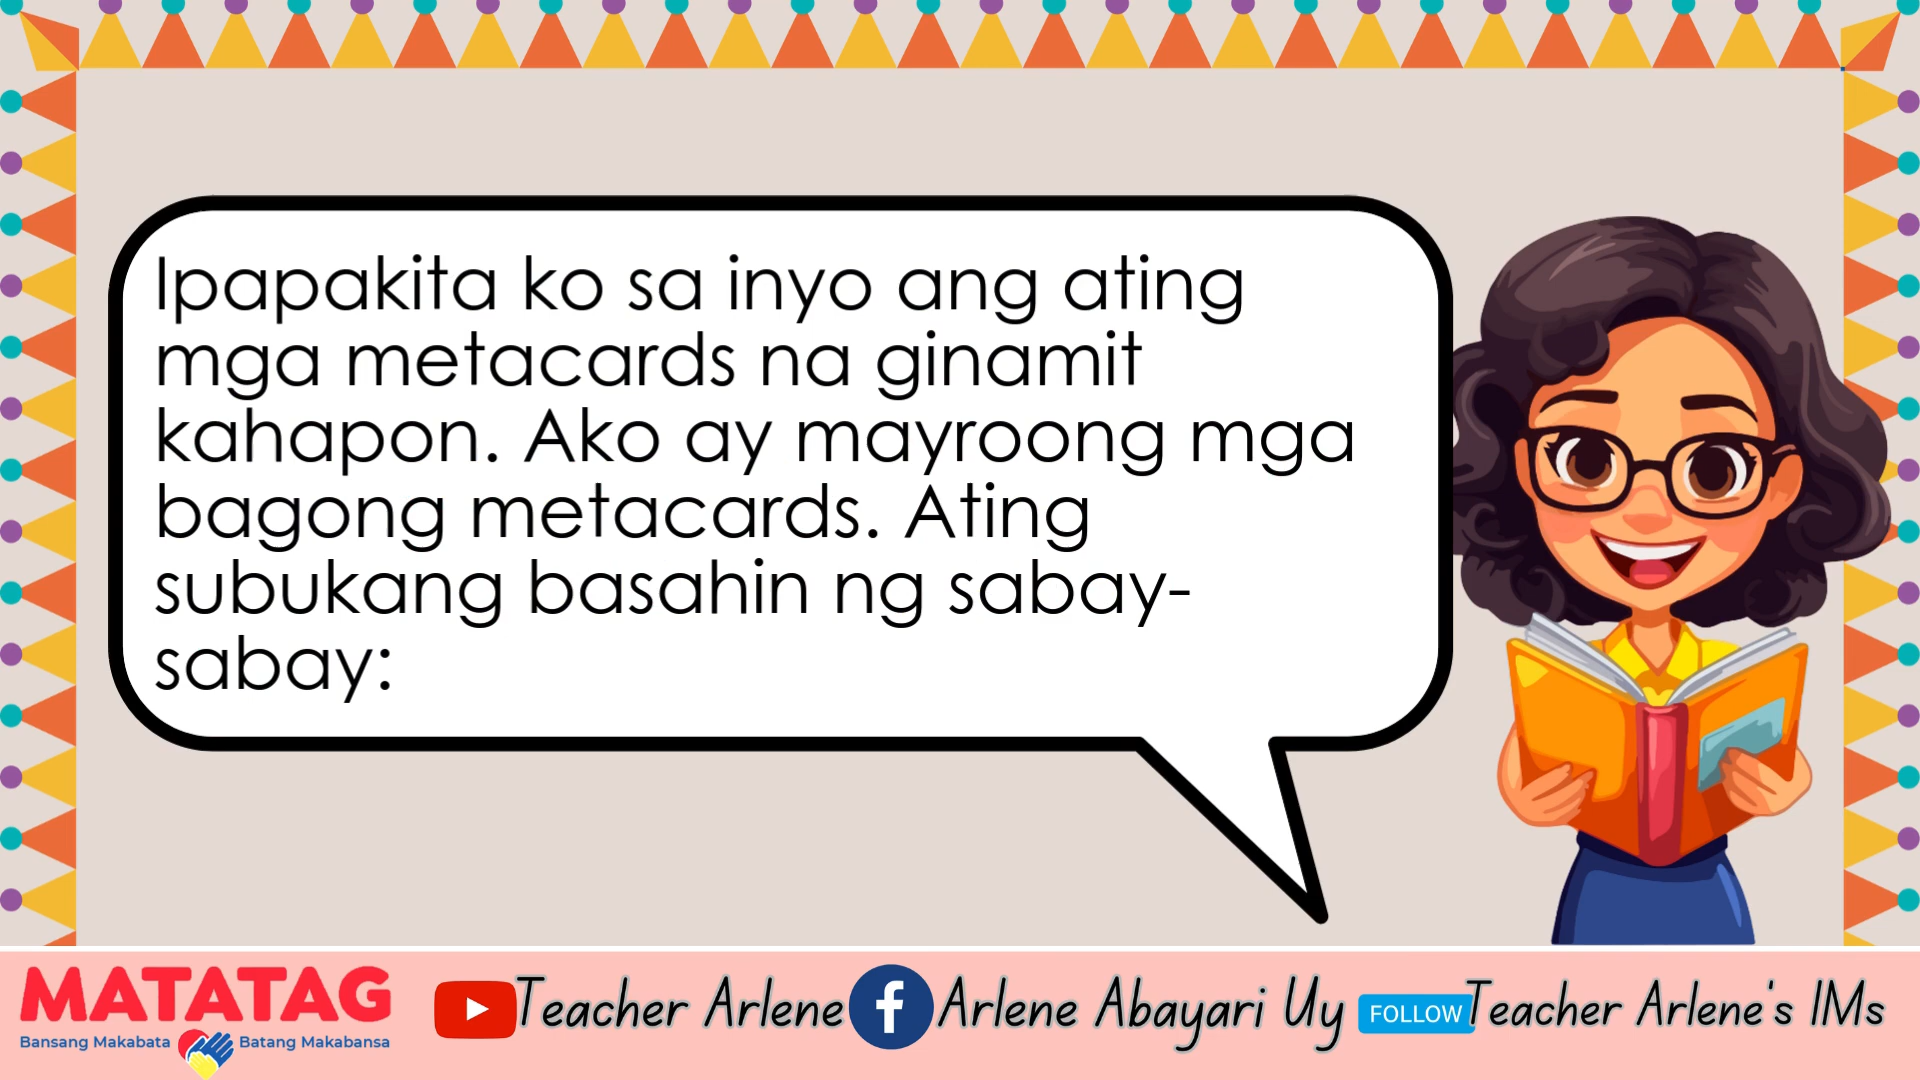 Ipapakita ko sa inyo ang ating
mga metacards na ginamit
kahapon. Ako ay mayroong mga
bagong metacards. Ating
subukang basahin ng sabay-
sabay:
MATATAG
Bansang Makabata Batang Makabansa
Teacher Arlene
Arlene Abayari Uy
FOLLOW
Teacher Arlene's IMs